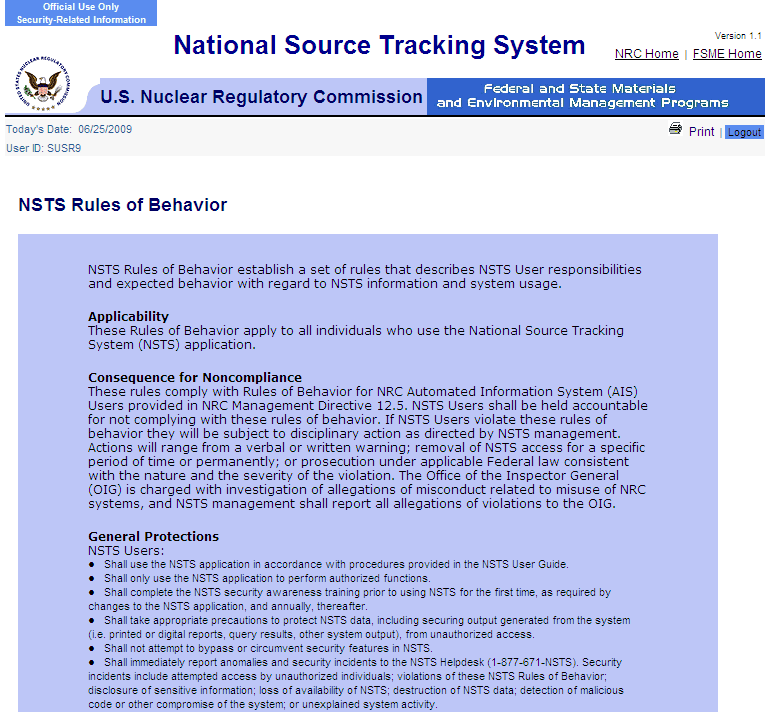 Official Use Only
Security-Related Information
National Source Tracking System
Version 1.1
NRC Home | FSME Home
UNITED STATES NUCLEAR REGULATORY COMMISSION
U.S. Nuclear Regulatory Commission
Federal and State Materials
and Environmental Management Programs
Today's Date: 06/25/2009
Print | Logout
User ID: SUSR9
NSTS Rules of Behavior
NSTS Rules of Behavior establish a set of rules that describes NSTS User responsibilities
and expected behavior with regard to NSTS information and system usage.
Applicability
These Rules of Behavior apply to all individuals who use the National Source Tracking
System (NSTS) application.
Consequence for Noncompliance
These rules comply with Rules of Behavior for NRC Automated Information System (AIS)
Users provided in NRC Management Directive 12.5. NSTS Users shall be held accountable
for not complying with these rules of behavior. If NSTS Users violate these rules of
behavior they will be subject to disciplinary action as directed by NSTS management.
Actions will range from a verbal or written warning; removal of NSTS access for a specific
period of time or permanently; or prosecution under applicable Federal law consistent
with the nature and the severity of the violation. The Office of the Inspector General
(OIG) is charged with investigation of allegations of misconduct related to misuse of NRC
systems, and NSTS management shall report all allegations of violations to the OIG.
General Protections
NSTS Users:
● Shall use the NSTS application in accordance with procedures provided in the NSTS User Guide.
● Shall only use the NSTS application to perform authorized functions.
● Shall complete the NSTS security awareness training prior to using NSTS for the first time, as required by
changes to the NSTS application, and annually, thereafter.
● Shall take appropriate precautions to protect NSTS data, including securing output generated from the system
(i.e. printed or digital reports, query results, other system output), from unauthorized access.
● Shall not attempt to bypass or circumvent security features in NSTS.
● Shall immediately report anomalies and security incidents to the NSTS Helpdesk (1-877-671-NSTS). Security
incidents include attempted access by unauthorized individuals; violations of these NSTS Rules of Behavior;
disclosure of sensitive information; loss of availability of NSTS; destruction of NSTS data; detection of malicious
code or other compromise of the system; or unexplained system activity.